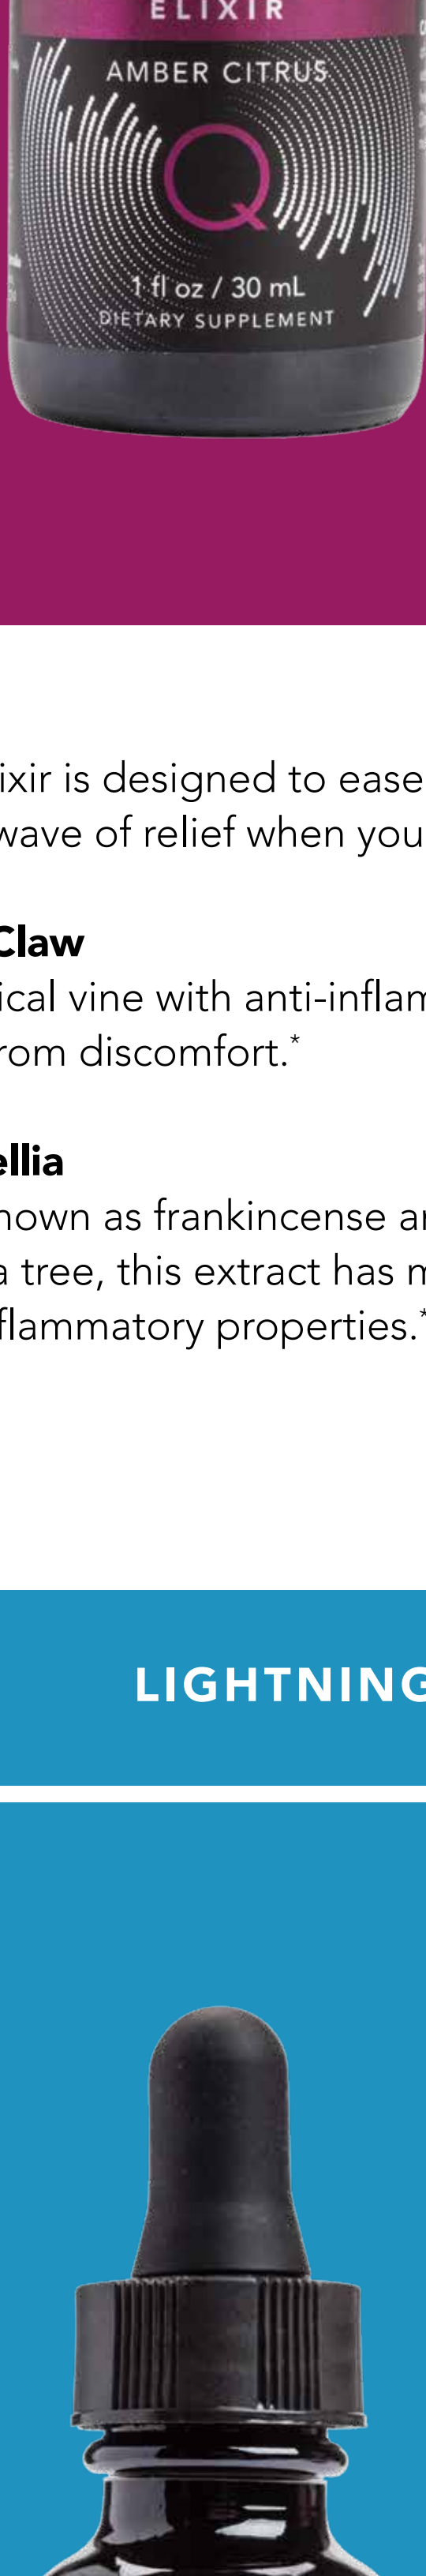 ELIXIR
AMBER CITRUS
Q
1 fl oz / 30 mL
DIETARY SUPPLEMENT
ixir is designed to ease
wave of relief when you
Claw
ical vine with anti-inflam
rom discomfort.*
ellia
nown as frankincense a
a tree, this extract has m
flammatory properties.*
LIGHTNING